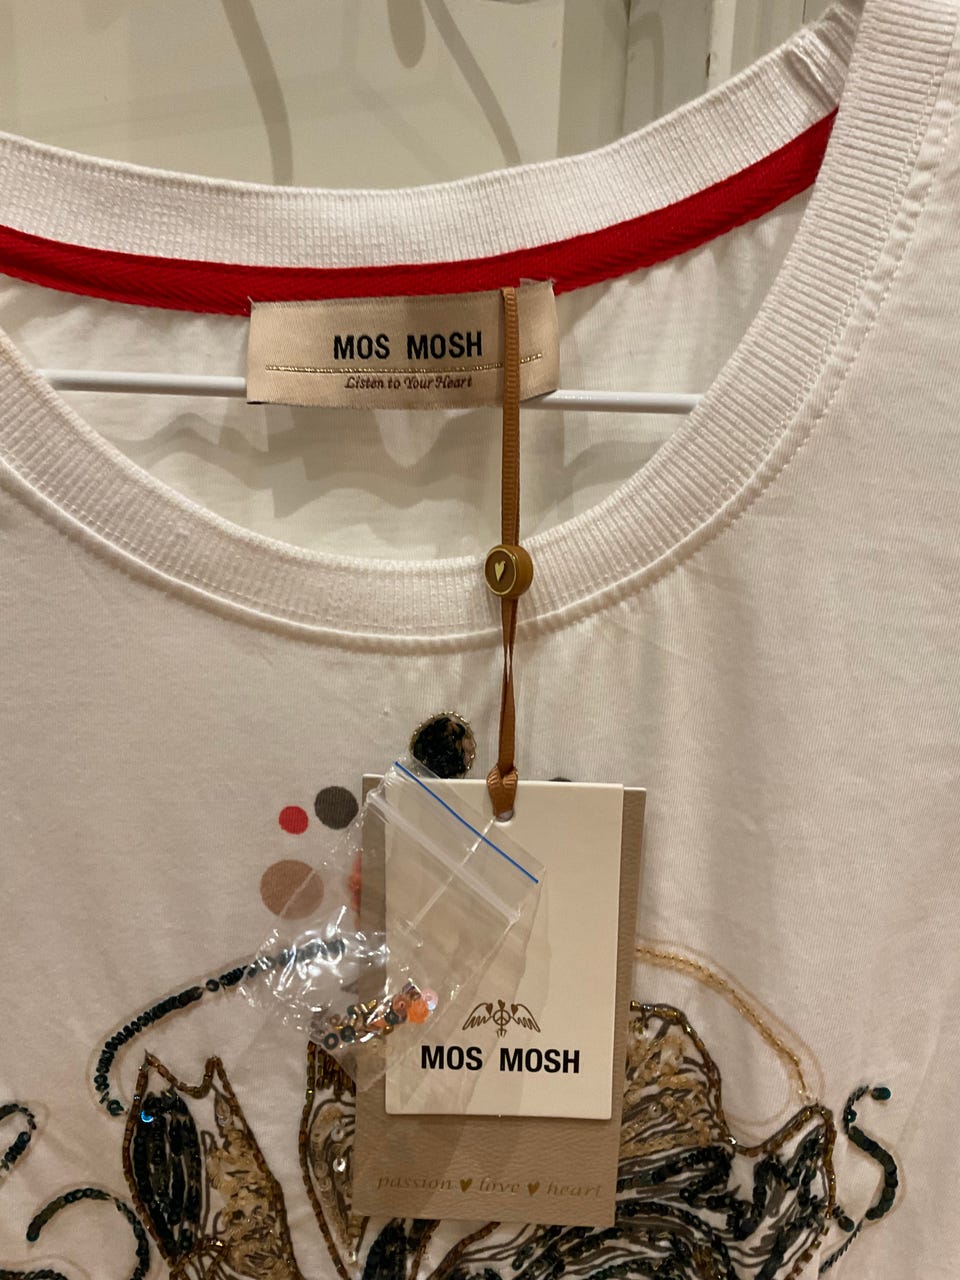 MOS MOSH
Listen to Your Heart
MOS MOSH
passion love heart